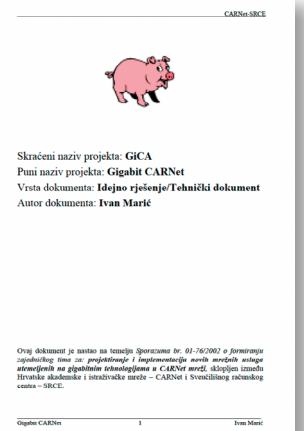 CARNet-SRCE
Skraćeni naziv projekta: GiCA
Puni naziv projekta: Gigabit CARNet
Vrsta dokumenta: Idejno rješenje/Tehnički dokument
Autor dokumenta: Ivan Marić
Ovaj dokument je nastao na temelju Sporazuma br. 01-76/2002 o formiranju
zajedničkog tima za: projektiranje i implementaciju novih mrežnih usluga
utemeljenih na gigabitnim tehnologijama u CARNet mreži, sklopljen između
Hrvatske akademske i istraživačke mreže – CARNet i Sveučilišnog računskog
centra – SRCE.
Gigabit CARNet 1 Ivan Marić